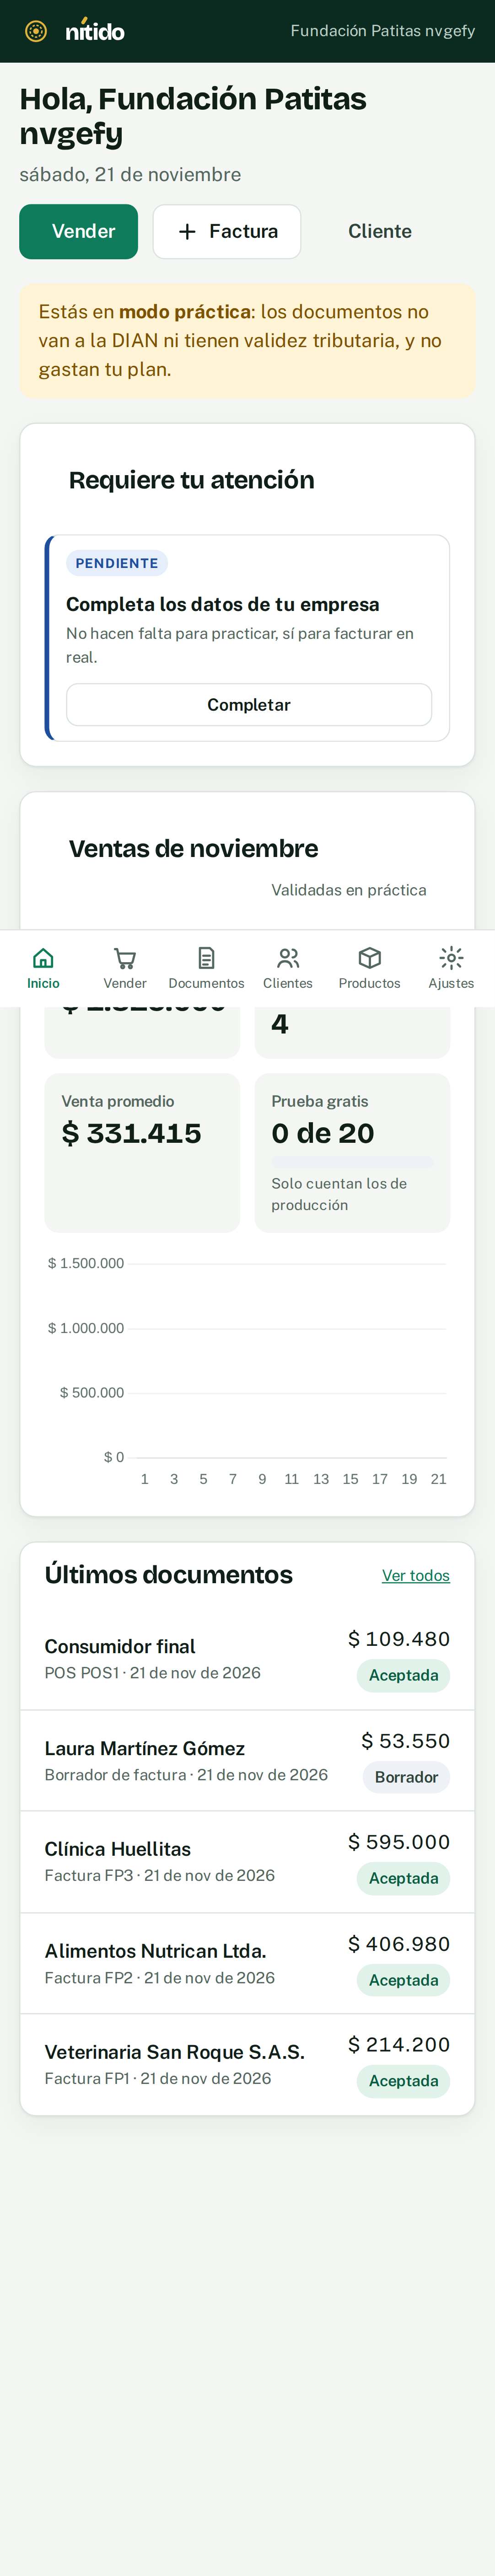 nítido
Fundación Patitas nvgefy
Hola, Fundación Patitas
nvgefy
sábado, 21 de noviembre
Vender
Factura
Cliente
Estás en modo práctica: los documentos no
van a la DIAN ni tienen validez tributaria, y no
gastan tu plan.
Requiere tu atención
PENDIENTE
Completa los datos de tu empresa
No hacen falta para practicar, sí para facturar en
real.
Completar
Ventas de noviembre
Validadas en práctica
Inicio
Vender
Documentos
Clientes
Productos
Ajustes
4
Venta promedio
$ 331.415
Prueba gratis
0 de 20
Solo cuentan los de
producción
$ 1.500.000
$ 1.000.000
$ 500.000
$ 0
1 3 5 7 9 11 13 15 17 19 21
Últimos documentos
Ver todos
Consumidor final
$ 109.480
POS POS1 · 21 de nov de 2026
Aceptada
Laura Martínez Gómez
$ 53.550
Borrador de factura · 21 de nov de 2026
Borrador
Clínica Huellitas
$ 595.000
Factura FP3 · 21 de nov de 2026
Aceptada
Alimentos Nutrican Ltda.
$ 406.980
Factura FP2 · 21 de nov de 2026
Aceptada
Veterinaria San Roque S.A.S.
$ 214.200
Factura FP1 · 21 de nov de 2026
Aceptada